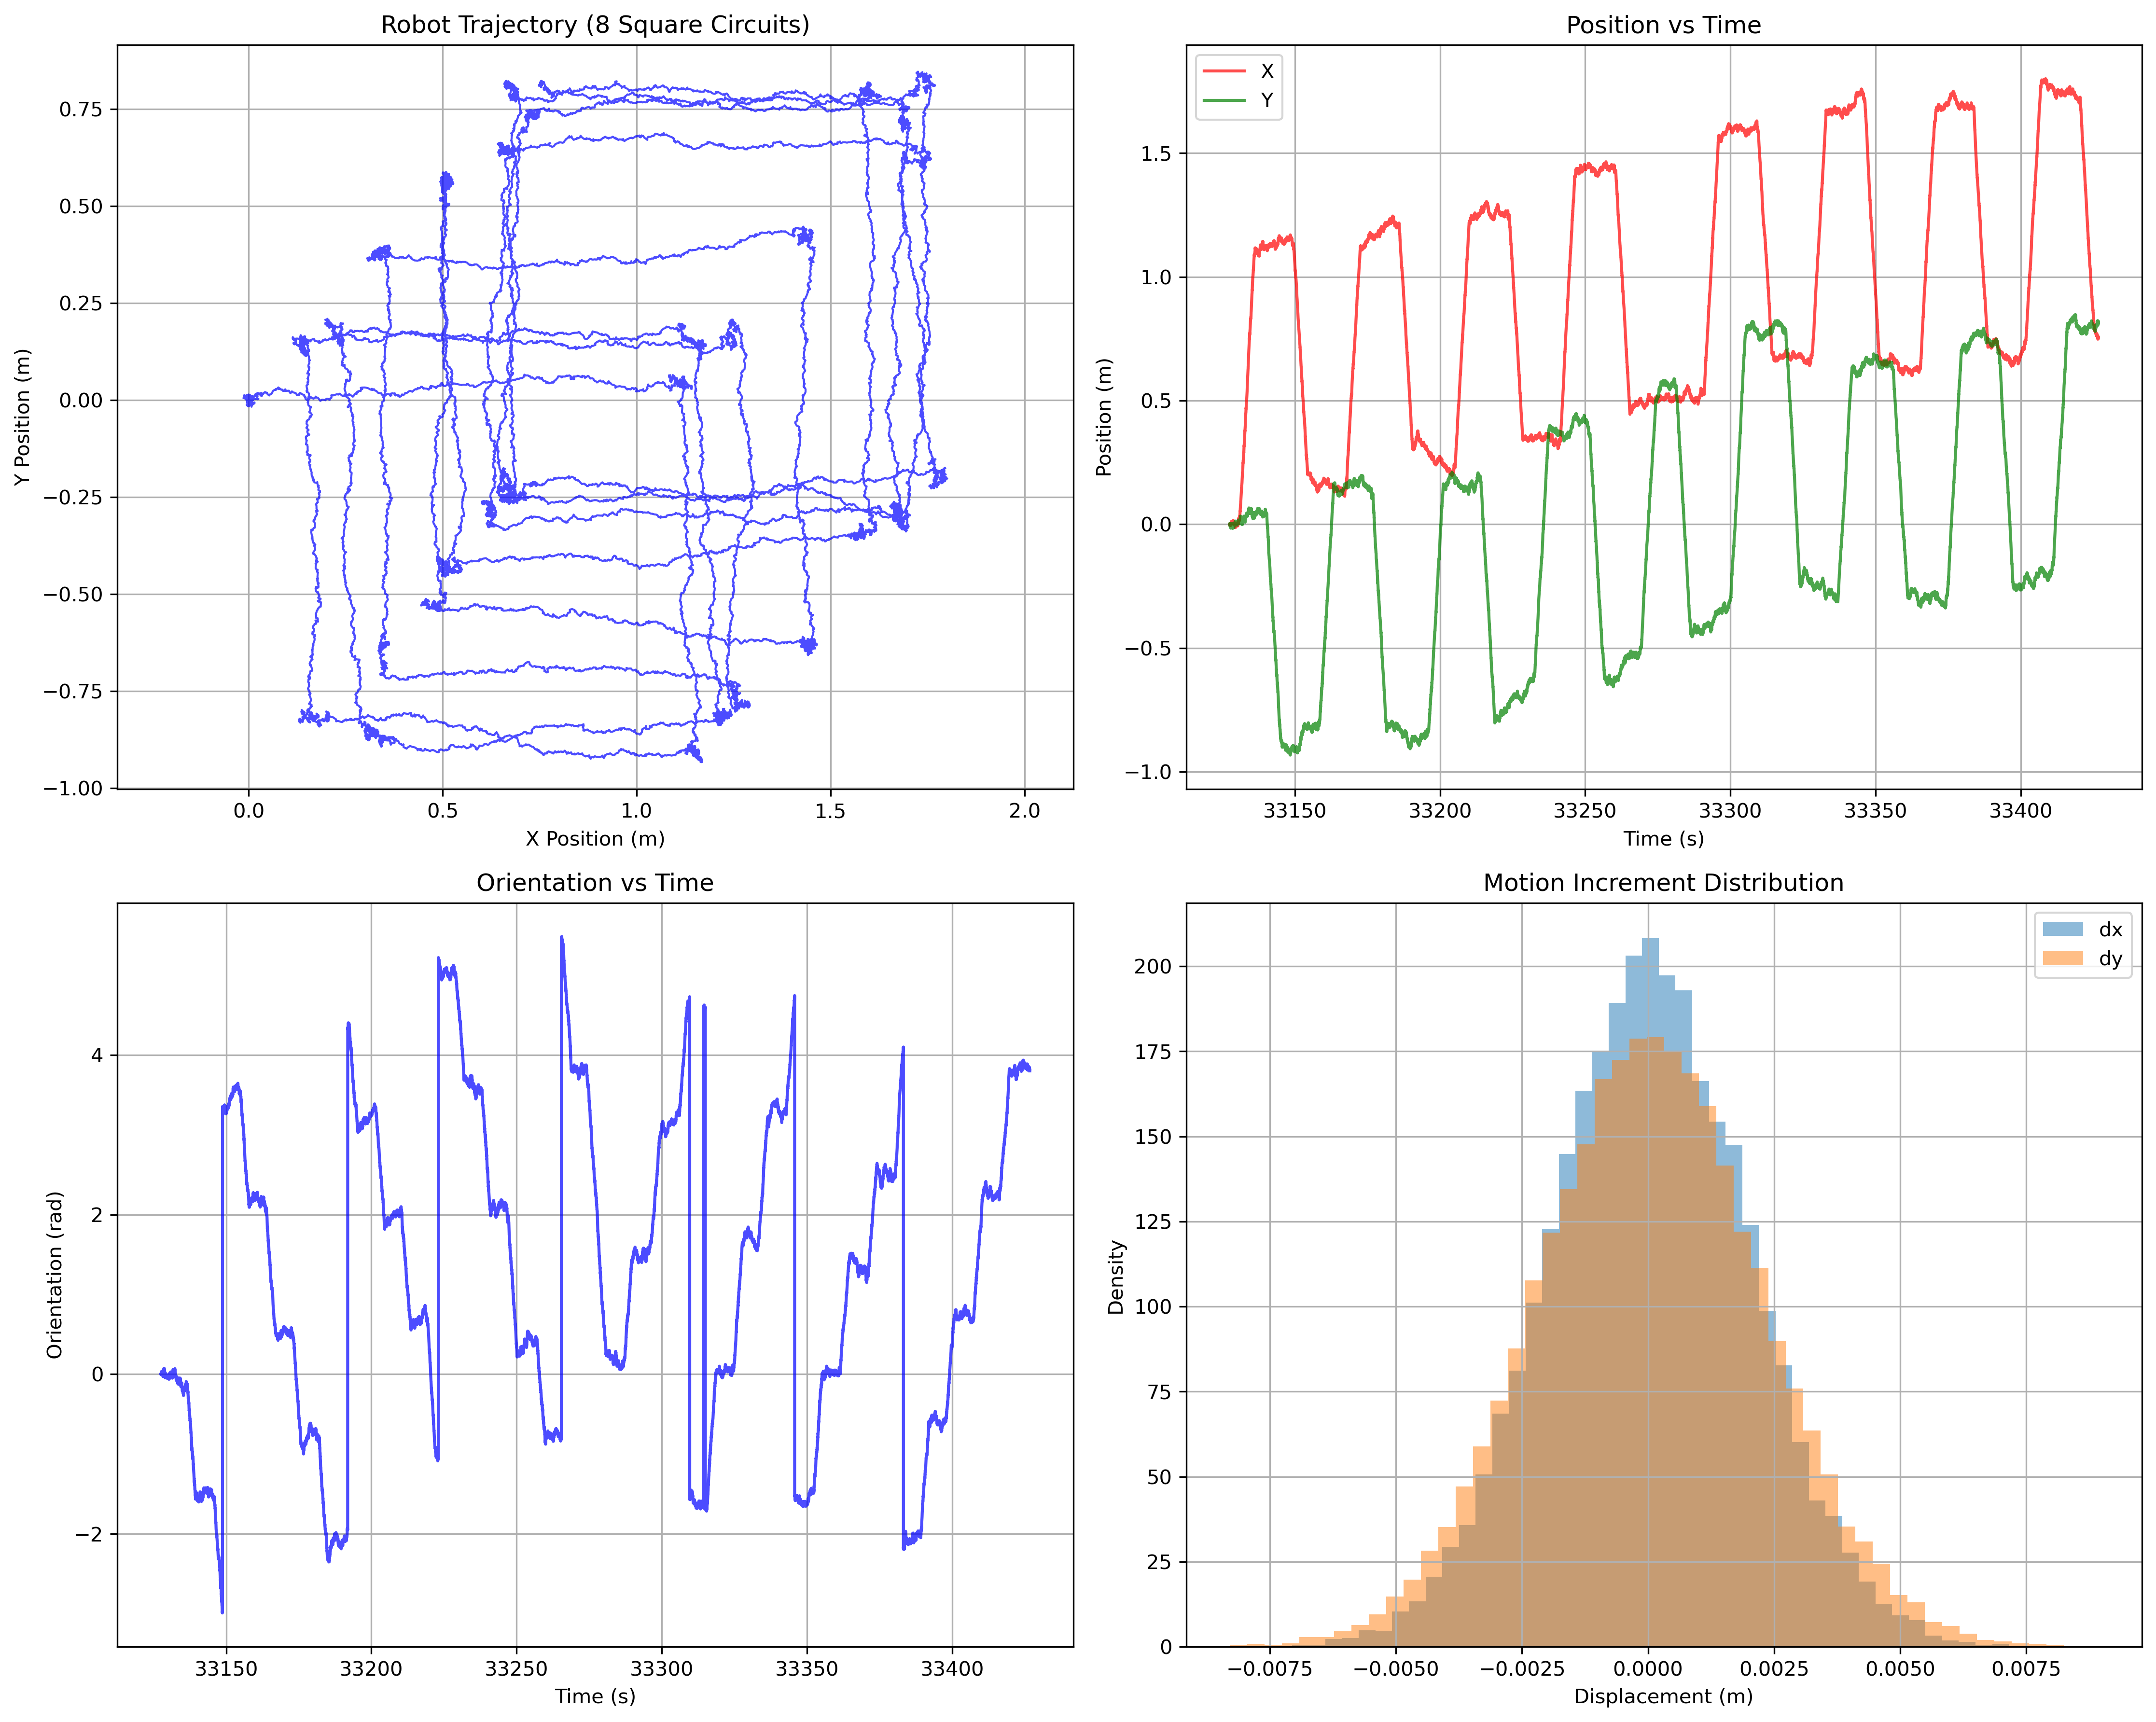 Robot Trajectory (8 Square Circuits)
Y Position (m)
0.75
0.50
0.25
0.00
−0.25
−0.50
−0.75
−1.00
0.0 0.5 1.0 1.5 2.0
X Position (m)
Position vs Time
X
Y
Position (m)
1.5
1.0
0.5
0.0
−0.5
−1.0
33150 33200 33250 33300 33350 33400
Time (s)
Orientation vs Time
Orientation (rad)
4
2
0
−2
33150 33200 33250 33300 33350 33400
Time (s)
Motion Increment Distribution
dx
dy
Density
200
175
150
125
100
75
50
25
0
−0.0075 −0.0050 −0.0025 0.0000 0.0025 0.0050 0.0075
Displacement (m)